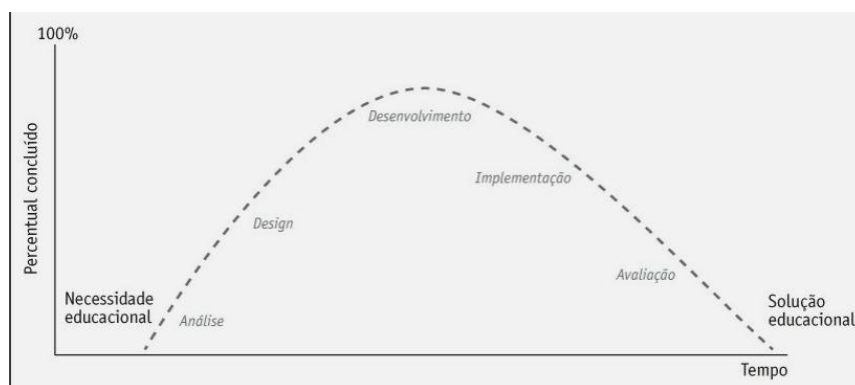 100%
Percentual concluído
Desenvolvimento
Implementação
Design
Avaliação
Necessidade
educacional
Análise
Solução
educacional
Tempo